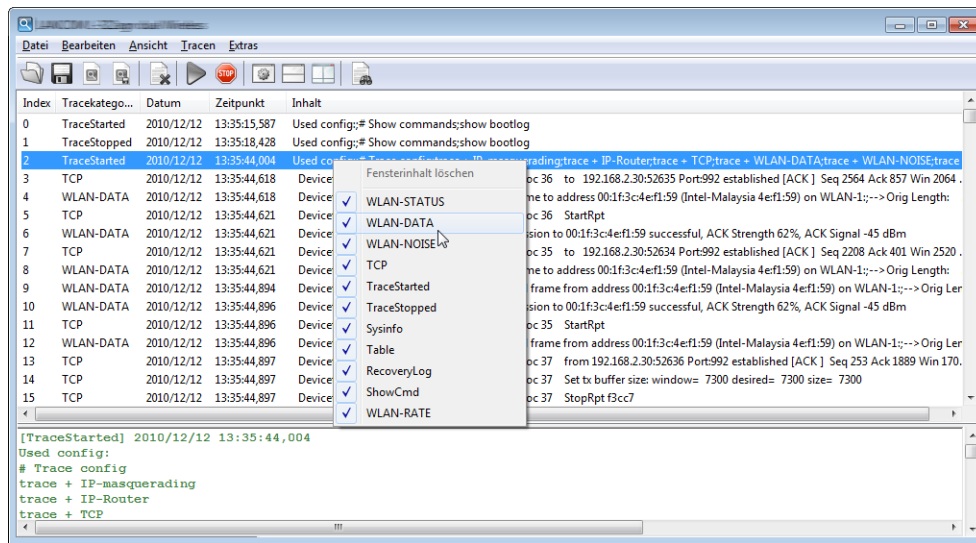 Datei Bearbeiten Ansicht Tracen Extras
STOP
Index Tracekatego... Datum Zeitpunkt Inhalt
0 TraceStarted 2010/12/12 13:35:15,587 Used config:;# Show commands;show bootlog
1 TraceStopped 2010/12/12 13:35:18,428 Used config:;# Show commands;show bootlog
2 TraceStarted 2010/12/12 13:35:44,004 Used config:;# Trace config;trace + IP-masquerading;trace + IP-Router;trace + TCP;trace + WLAN-DATA;trace + WLAN-NOISE;trace
3 TCP 2010/12/12 13:35:44,618 Device oc 36 to 192.168.2.30:52635 Port:992 established [ACK ] Seq 2564 Ack 857 Win 2064 .
4 WLAN-DATA 2010/12/12 13:35:44,618 Device me to address 00:1f:3c:4e:f1:59 (Intel-Malaysia 4e:f1:59) on WLAN-1:;-->Orig Length:
5 TCP 2010/12/12 13:35:44,621 Device oc 36 StartRpt
6 WLAN-DATA 2010/12/12 13:35:44,621 Device ssion to 00:1f:3c:4e:f1:59 successful, ACK Strength 62%, ACK Signal -45 dBm
7 TCP 2010/12/12 13:35:44,621 Device oc 35 to 192.168.2.30:52634 Port:992 established [ACK ] Seq 2208 Ack 401 Win 2520 .
8 WLAN-DATA 2010/12/12 13:35:44,621 Device me to address 00:1f:3c:4e:f1:59 (Intel-Malaysia 4e:f1:59) on WLAN-1:;-->Orig Length:
9 WLAN-DATA 2010/12/12 13:35:44,894 Device frame from address 00:1f:3c:4e:f1:59 (Intel-Malaysia 4e:f1:59) on WLAN-1:;-->Orig Ler
10 WLAN-DATA 2010/12/12 13:35:44,896 Device ssion to 00:1f:3c:4e:f1:59 successful, ACK Strength 62%, ACK Signal -45 dBm
11 TCP 2010/12/12 13:35:44,896 Device oc 35 StartRpt
12 WLAN-DATA 2010/12/12 13:35:44,896 Device frame from address 00:1f:3c:4e:f1:59 (Intel-Malaysia 4e:f1:59) on WLAN-1:;-->Orig Ler
13 TCP 2010/12/12 13:35:44,897 Device oc 37 from 192.168.2.30:52636 Port:992 established [ACK ] Seq 253 Ack 1889 Win 170.
14 TCP 2010/12/12 13:35:44,897 Device oc 37 Set tx buffer size: window= 7300 desired= 7300 size= 7300
15 TCP 2010/12/12 13:35:44,897 Device oc 37 StopRpt f3cc7
Fensterinhalt löschen
WLAN-STATUS
WLAN-DATA
WLAN-NOISE
TCP
TraceStarted
TraceStopped
Sysinfo
Table
RecoveryLog
ShowCmd
WLAN-RATE
[TraceStarted] 2010/12/12 13:35:44,004
Used config:
# Trace config
trace + IP-masquerading
trace + IP-Router
trace + TCP